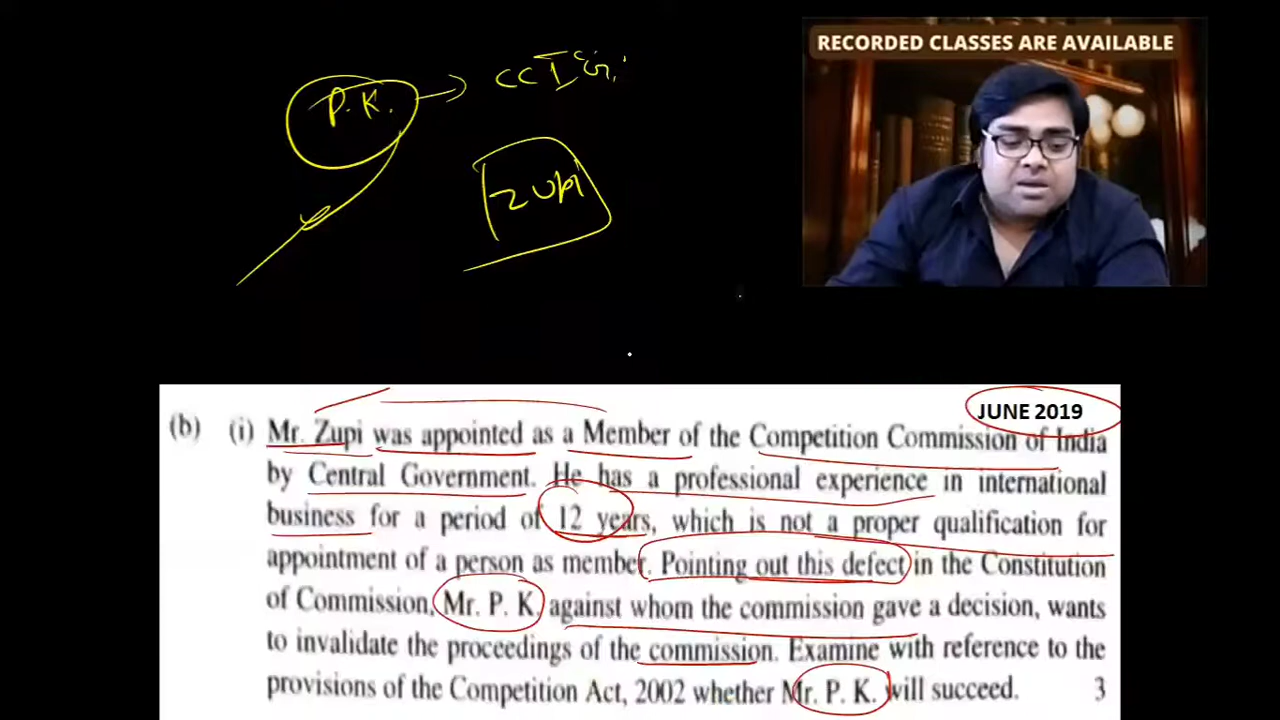 RECORDED CLASSES ARE AVAILABLE
P. K.
zupi
JUNE 2019
(b) (i) Mr. Zupi was appointed as a Member of the Competition Commission of India
by Central Government. He has a professional experience in international
business for a period of 12 years, which is not a proper qualification for
appointment of a person as member. Pointing out this defect in the Constitution
of Commission, Mr. P. K. against whom the commission gave a decision, wants
to invalidate the proceedings of the commission. Examine with reference to the
provisions of the Competition Act, 2002 whether Mr. P. K. will succeed. 3